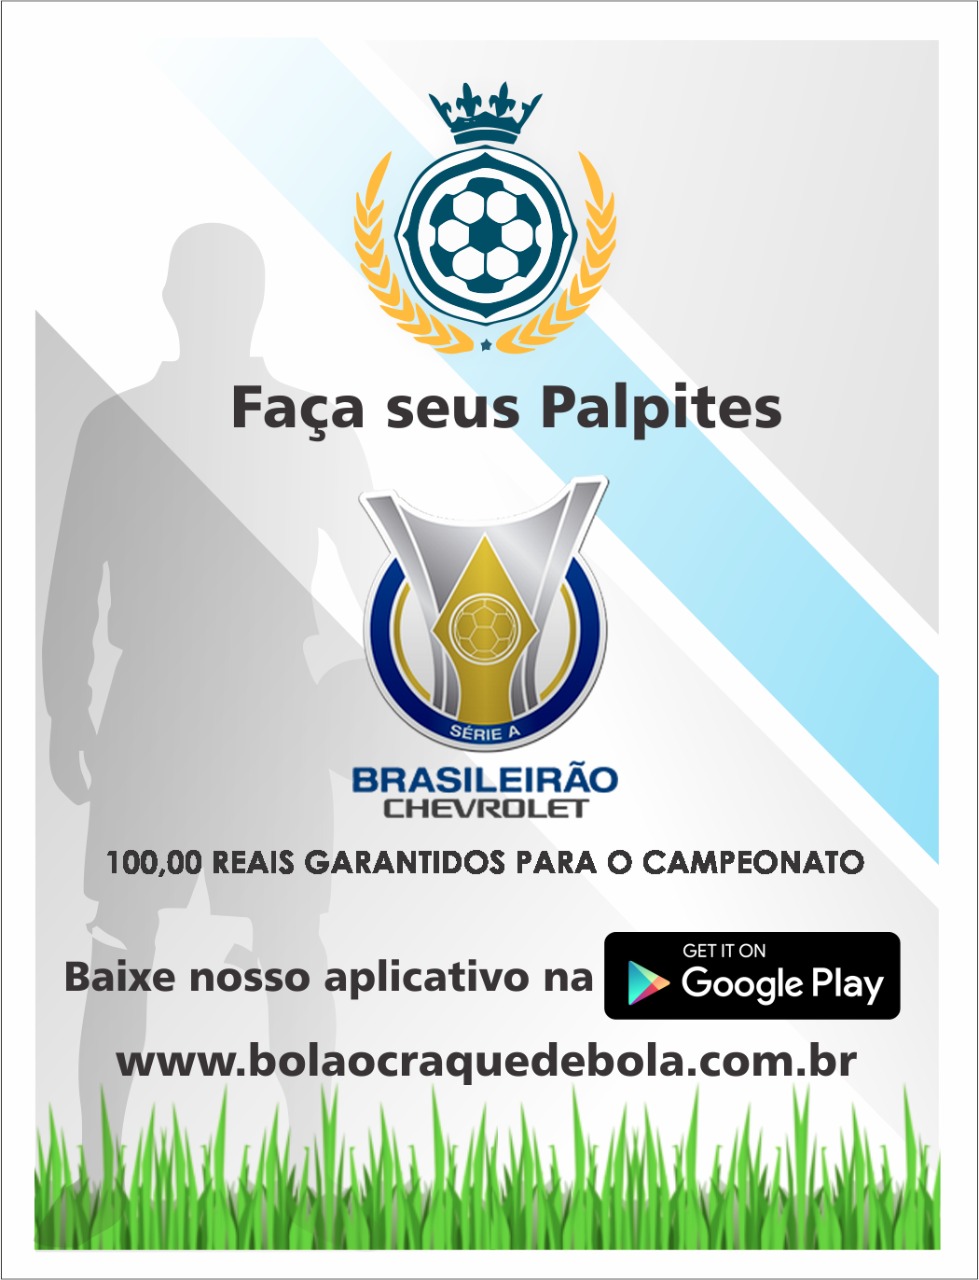 Faça seus Palpites
SÉRIE A
BRASILEIRÃO
CHEVROLET
100,00 REAIS GARANTIDOS PARA O CAMPEONATO
Baixe nosso aplicativo na
GET IT ON
Google Play
www.bolaocraquedebola.com.br